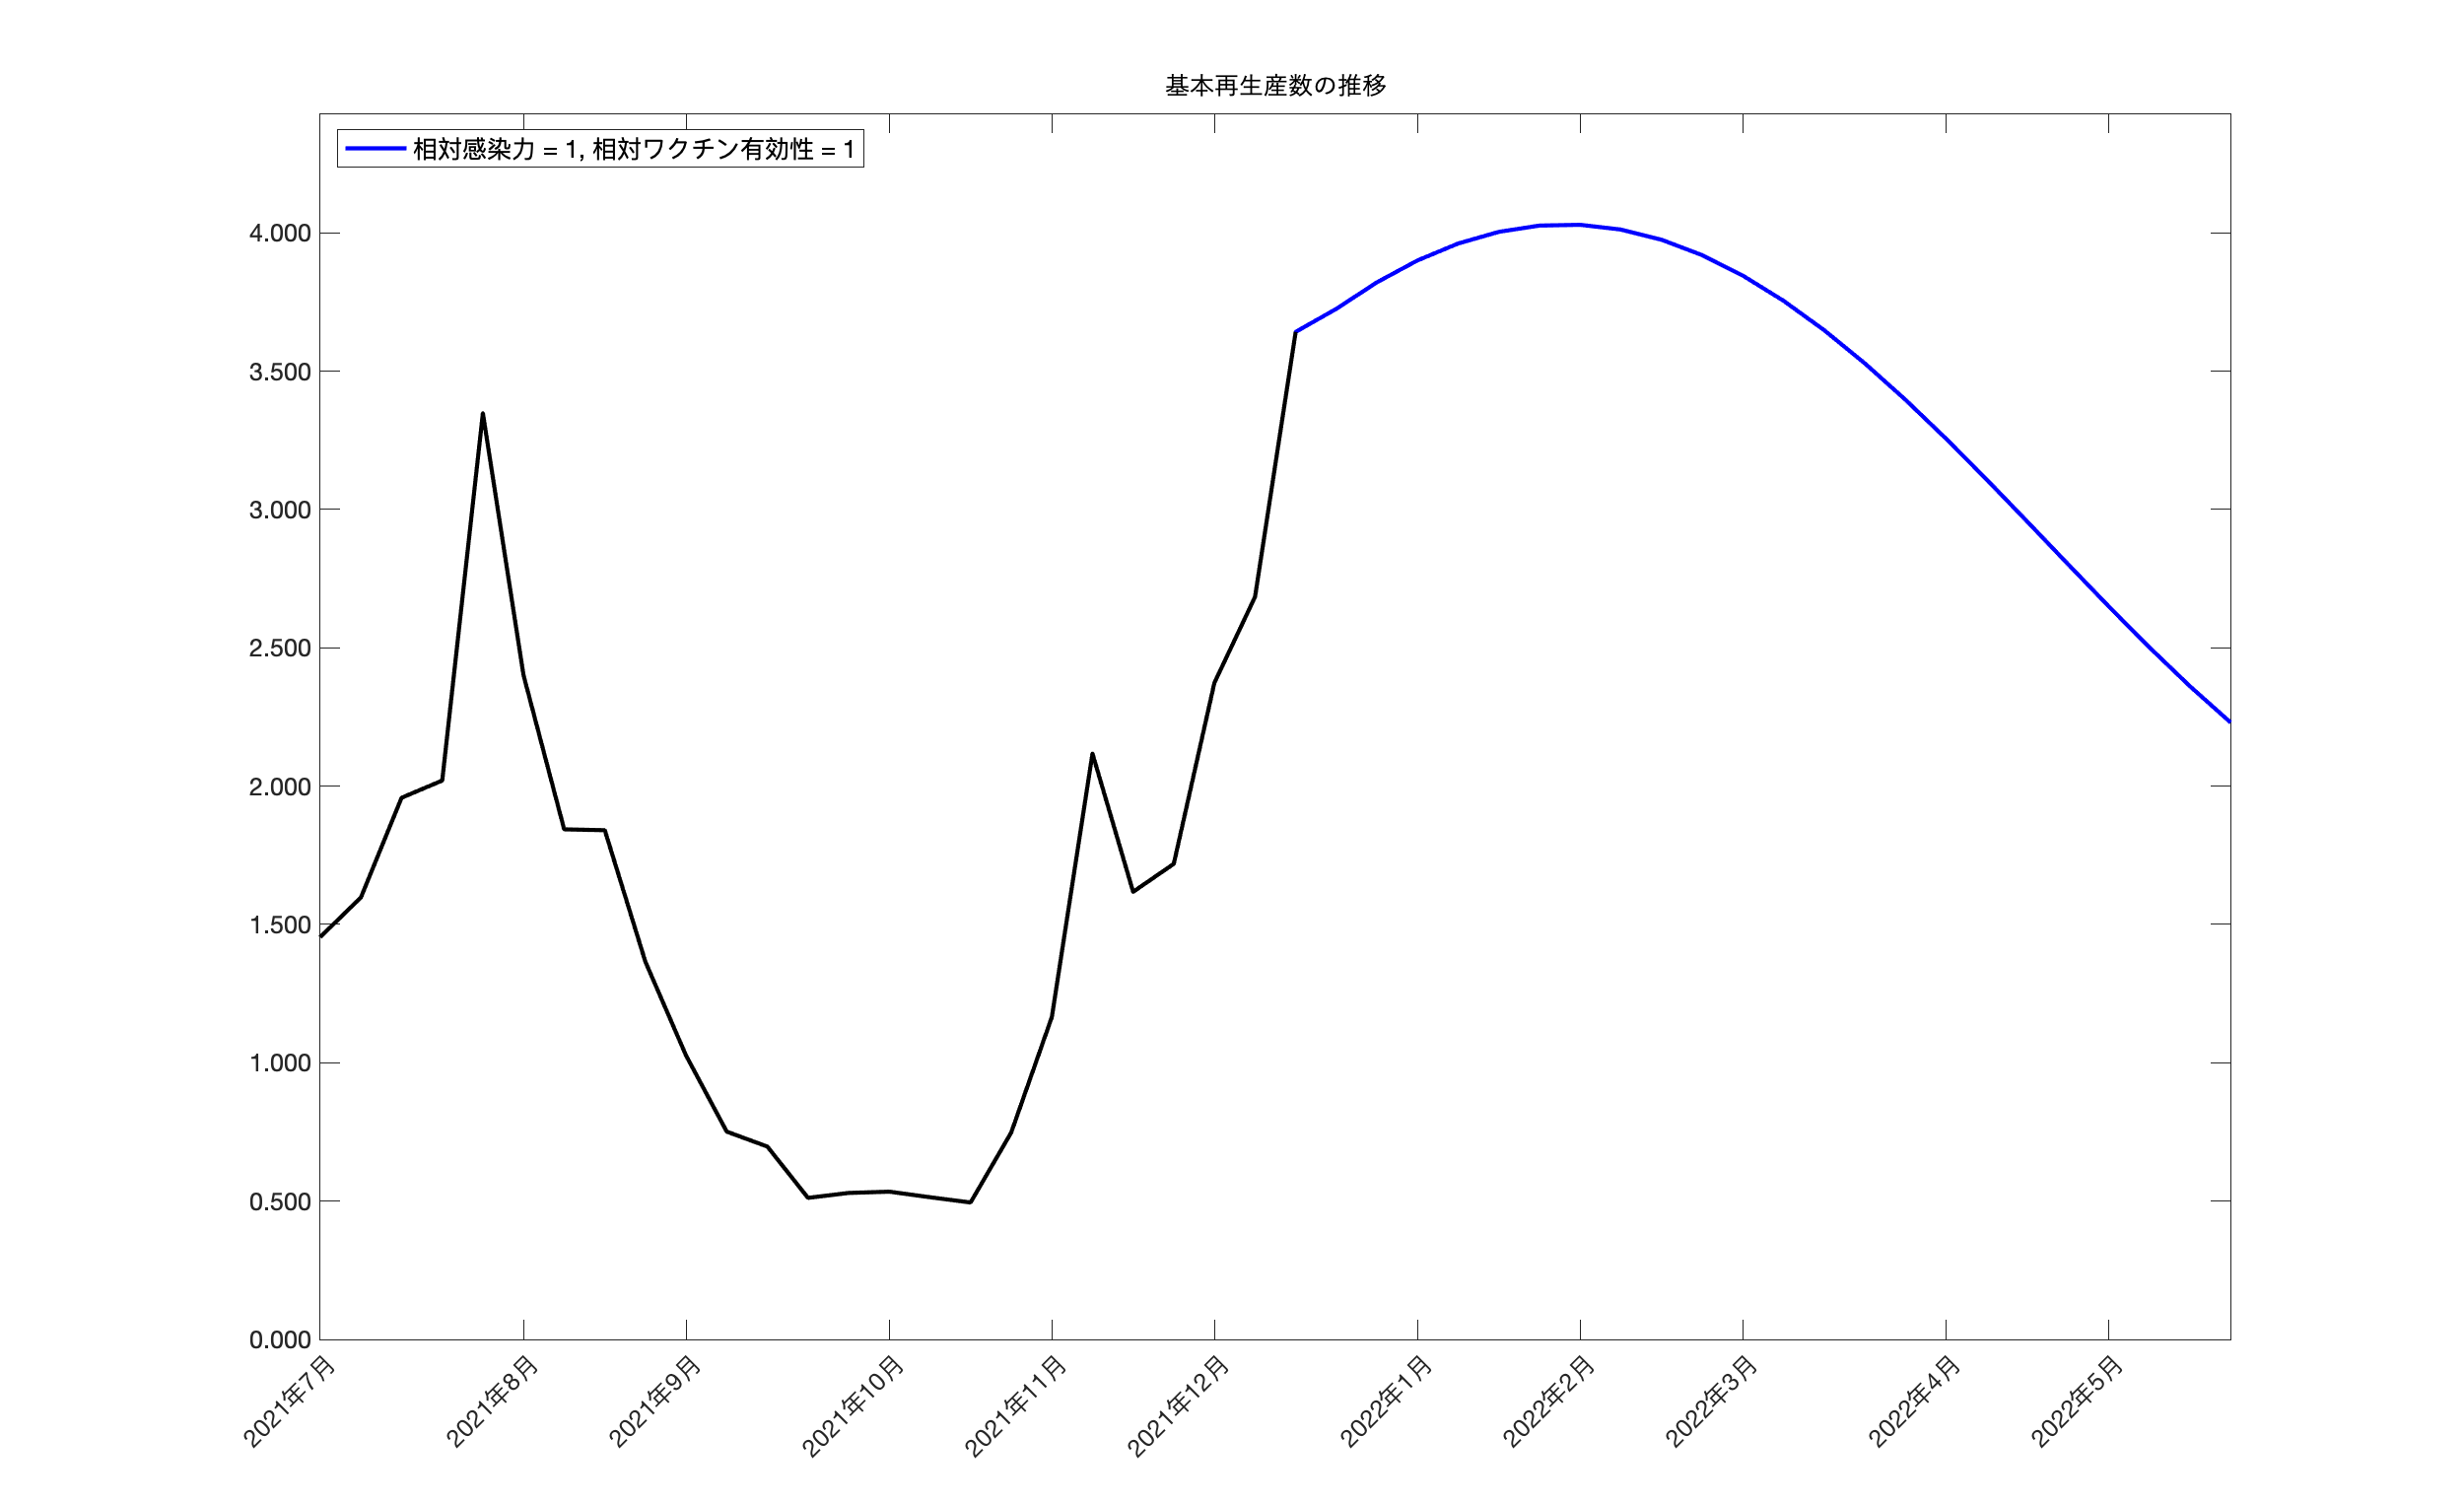 基本再生産数の推移
相対感染力 = 1, 相対ワクチン有効性 = 1
4.000
3.500
3.000
2.500
2.000
1.500
1.000
0.500
0.000
2021年7月
2021年8月
2021年9月
2021年10月
2021年11月
2021年12月
2022年1月
2022年2月
2022年3月
2022年4月
2022年5月